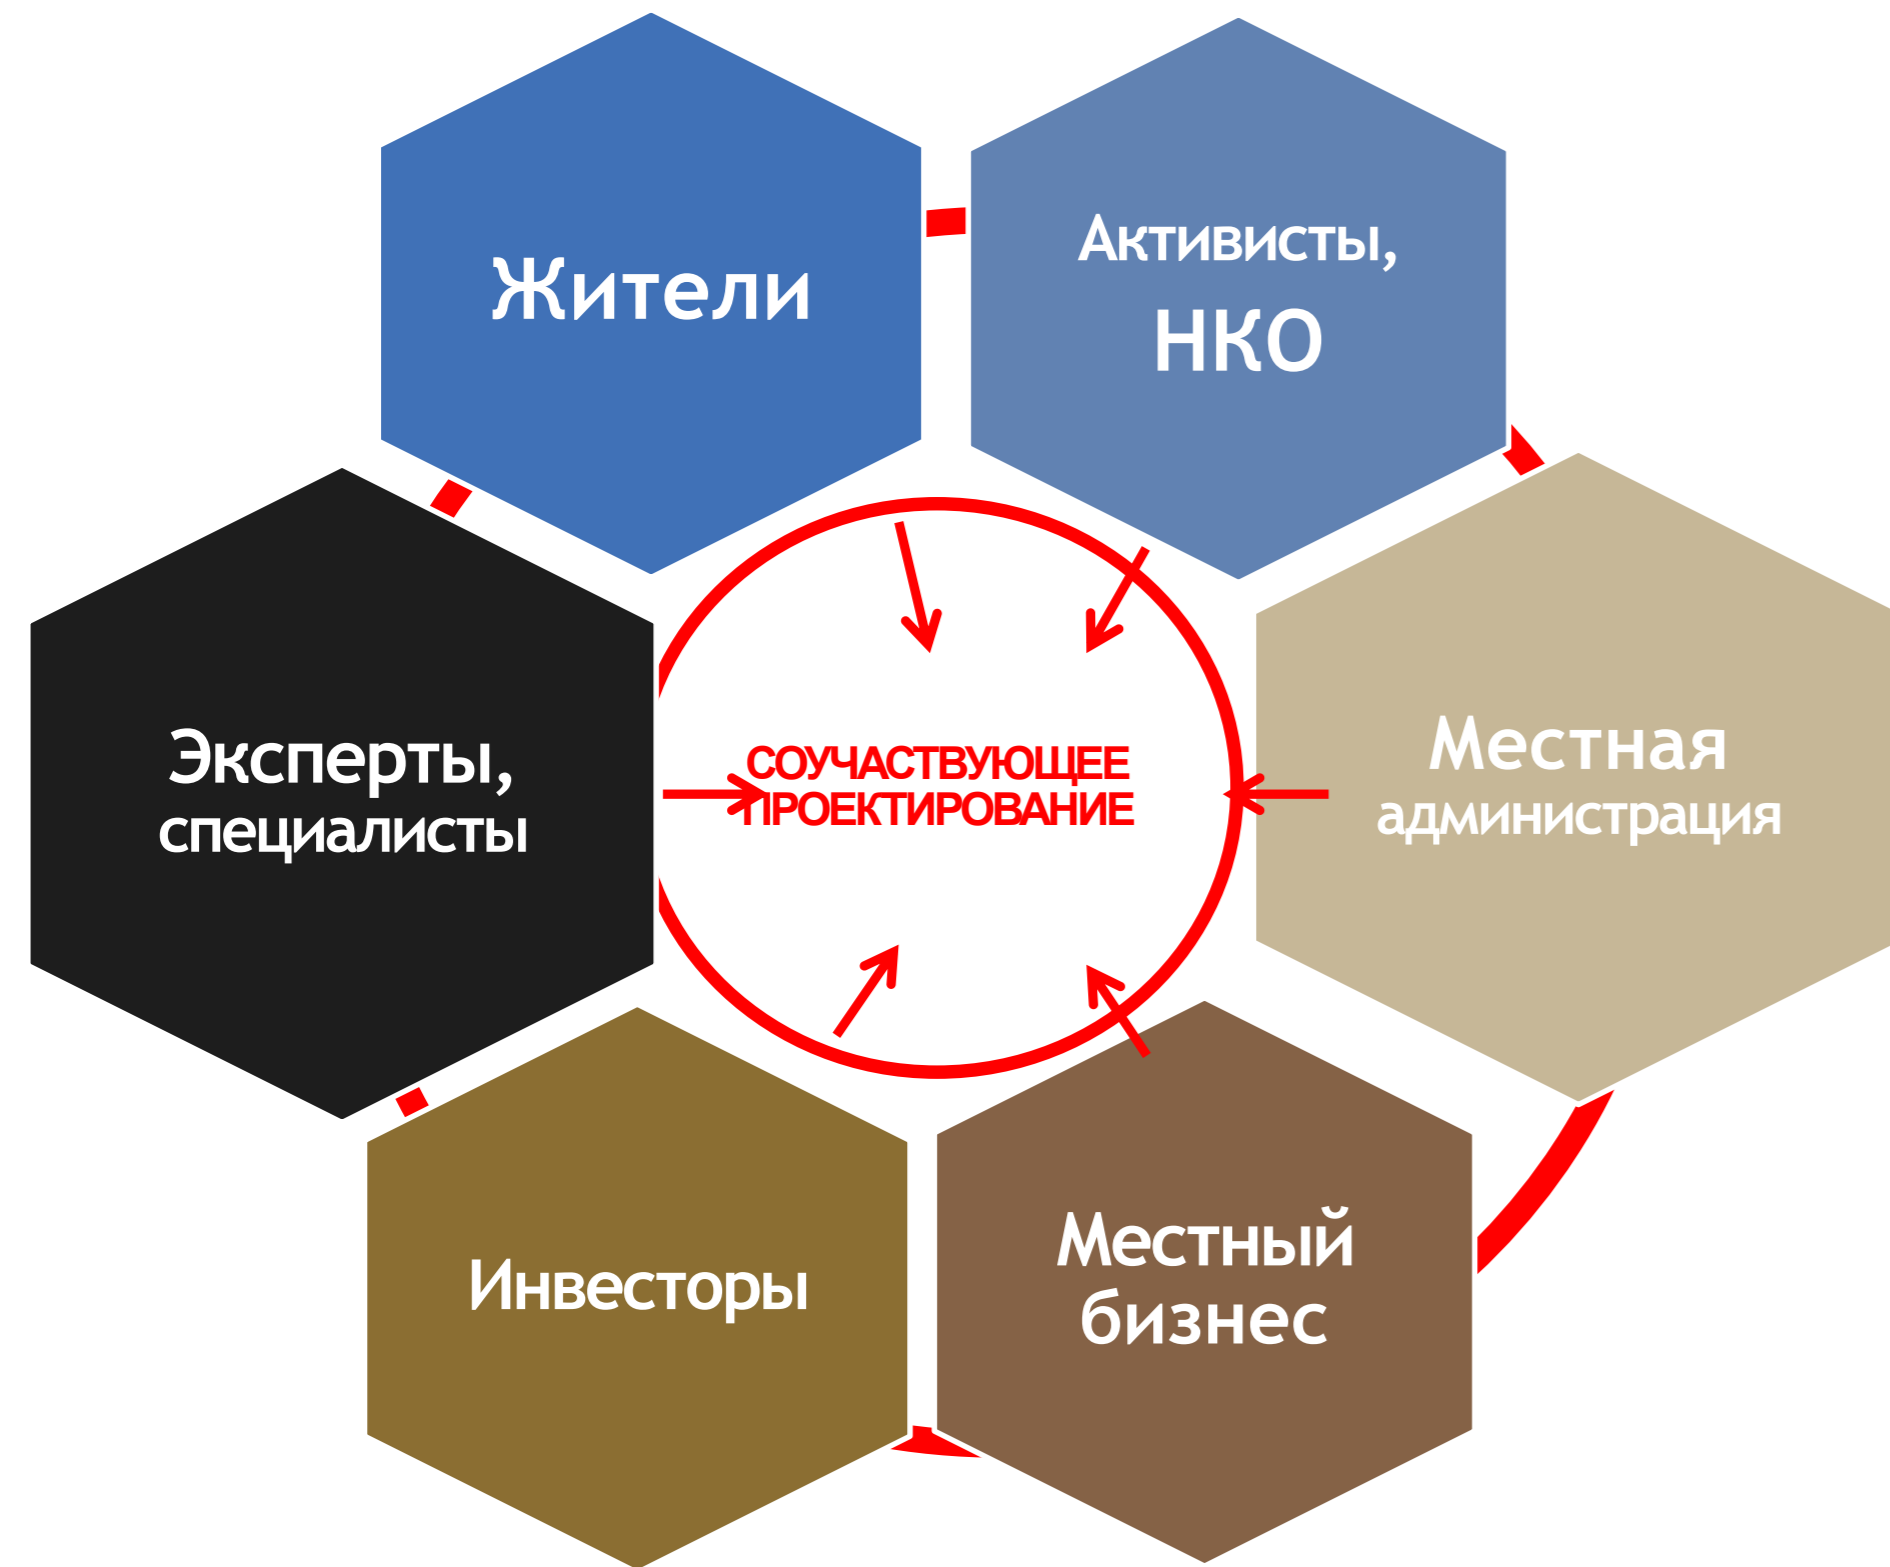 Жители
Активисты,
НКО
Эксперты,
специалисты
СОУЧАСТВУЮЩЕЕ
ПРОЕКТИРОВАНИЕ
Местная
администрация
Инвесторы
Местный
бизнес